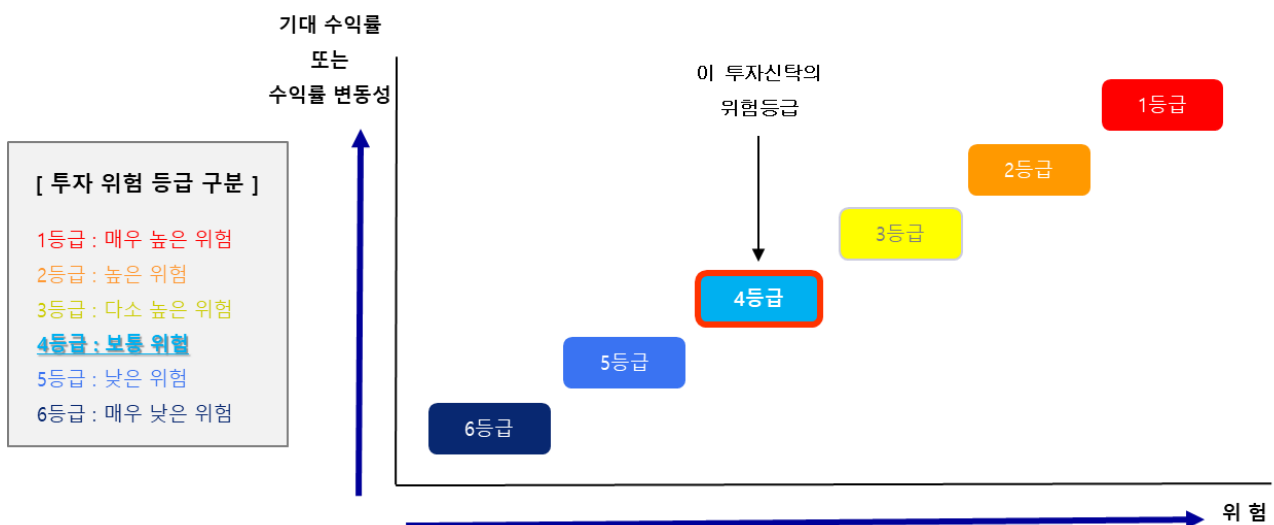 기대 수익률
또는
수익률 변동성
이 투자신탁의
위험등급
1등급
2등급
3등급
4등급
5등급
6등급
[ 투자 위험 등급 구분 ]
1등급 : 매우 높은 위험
2등급 : 높은 위험
3등급 : 다소 높은 위험
4등급 : 보통 위험
5등급 : 낮은 위험
6등급 : 매우 낮은 위험
위 험